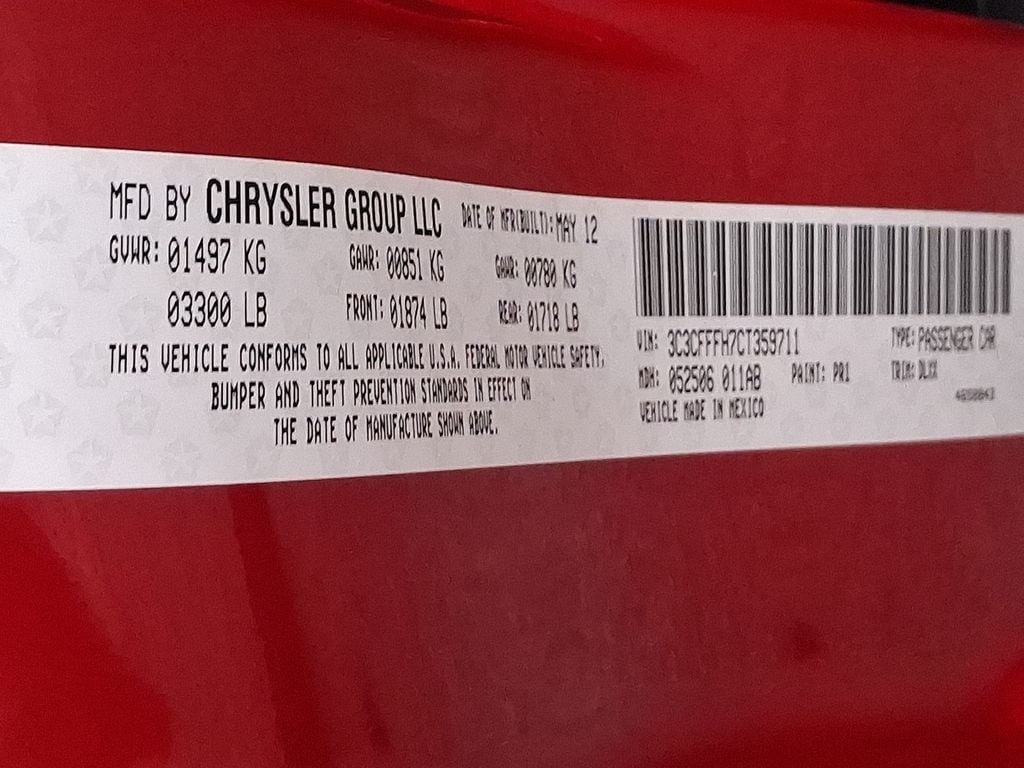 MFD BY CHRYSLER GROUP LLC DATE OF MFR(BUILT): MAY 12
GVWR: 01497 KG GAWR: 00851 KG GAWR: 00780 KG
03300 LB FRONT: 01874 LB REAR: 01718 LB
THIS VEHICLE CONFORMS TO ALL APPLICABLE U.S.A. FEDERAL MOTOR VEHICLE SAFETY,
BUMPER AND THEFT PREVENTION STANDARDS IN EFFECT ON
THE DATE OF MANUFACTURE SHOWN ABOVE.
VIN: 3C3CFFFH7CT359711 TYPE: PASSENGER CAR
MDH: 052506 011AB PAINT: PR1 TRIM: DLXX
VEHICLE MADE IN MEXICO